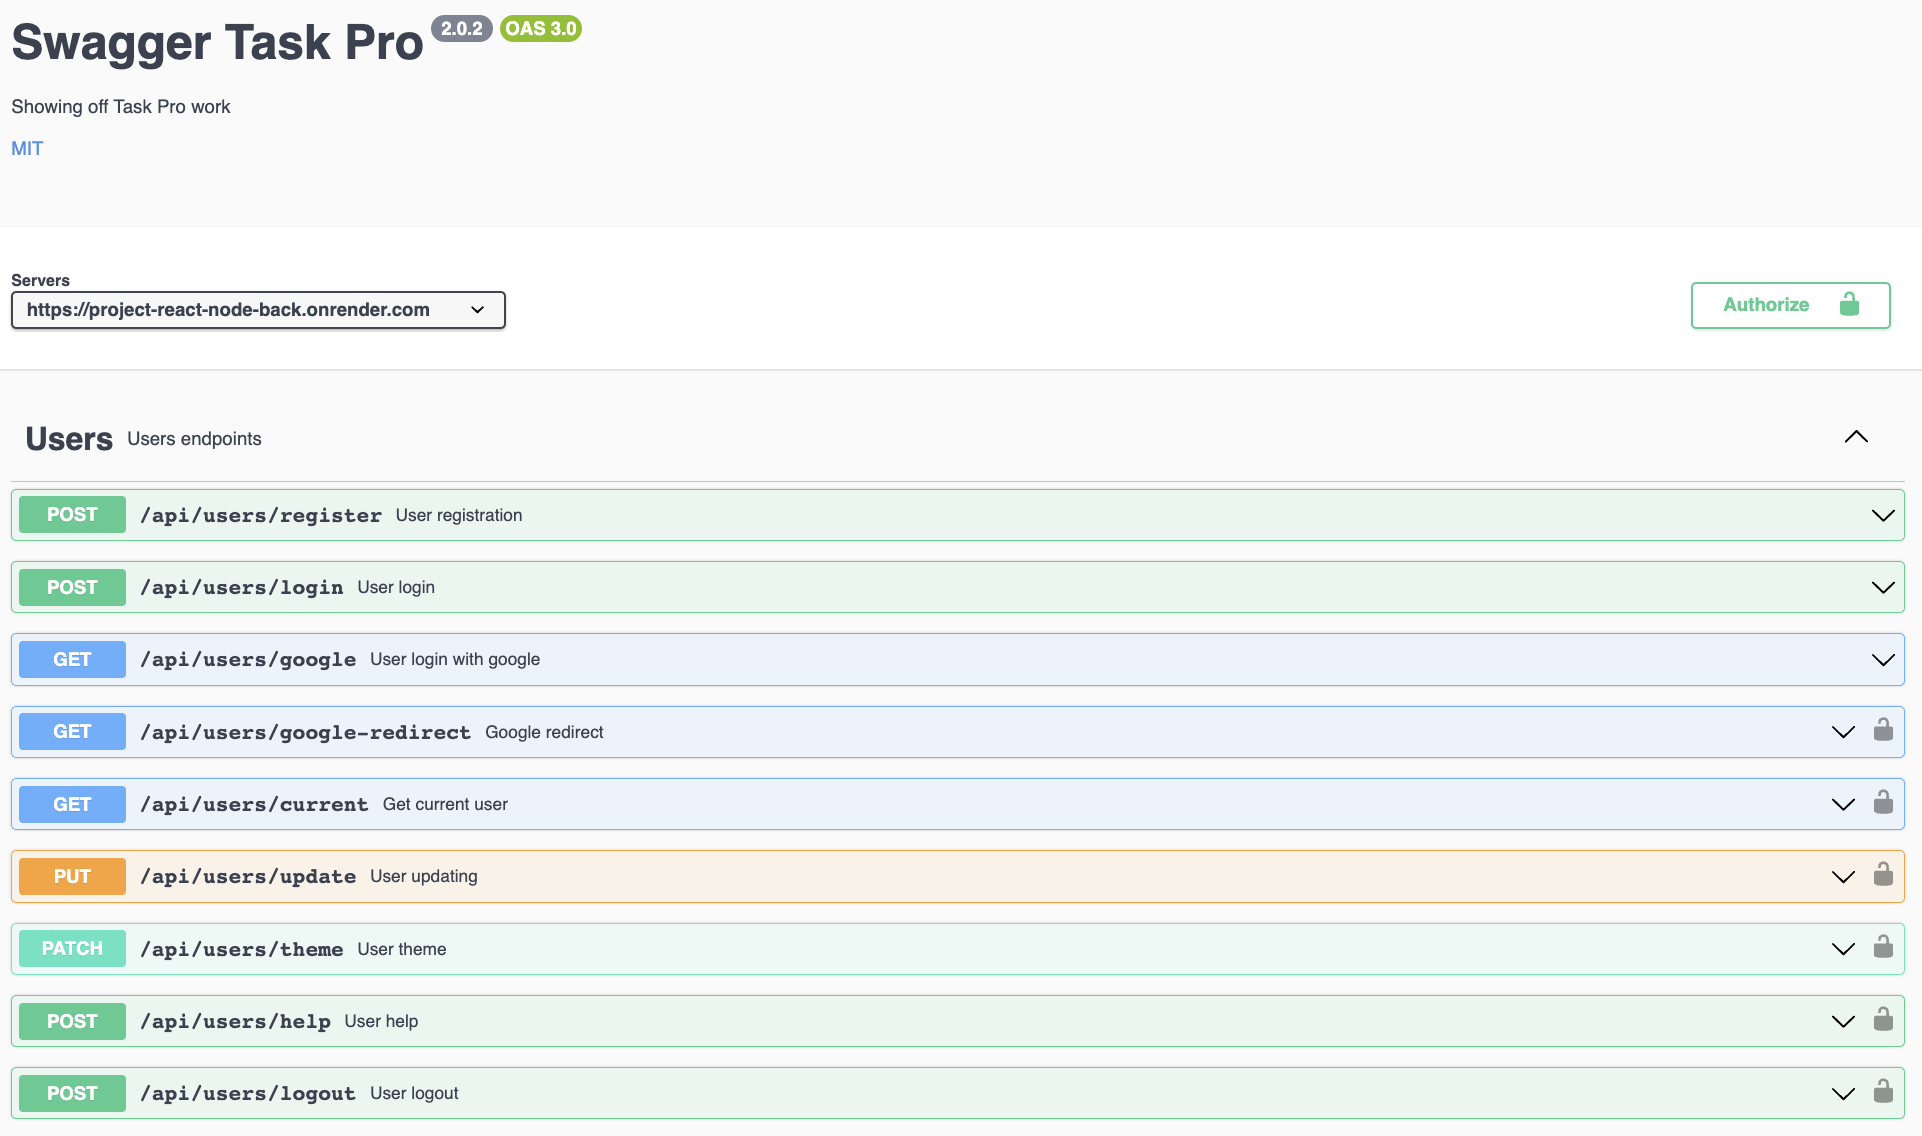 Swagger Task Pro 2.0.2 OAS 3.0
Showing off Task Pro work
MIT
Servers
https://project-react-node-back.onrender.com
Authorize
Users Users endpoints
POST /api/users/register User registration
POST /api/users/login User login
GET /api/users/google User login with google
GET /api/users/google-redirect Google redirect
GET /api/users/current Get current user
PUT /api/users/update User updating
PATCH /api/users/theme User theme
POST /api/users/help User help
POST /api/users/logout User logout